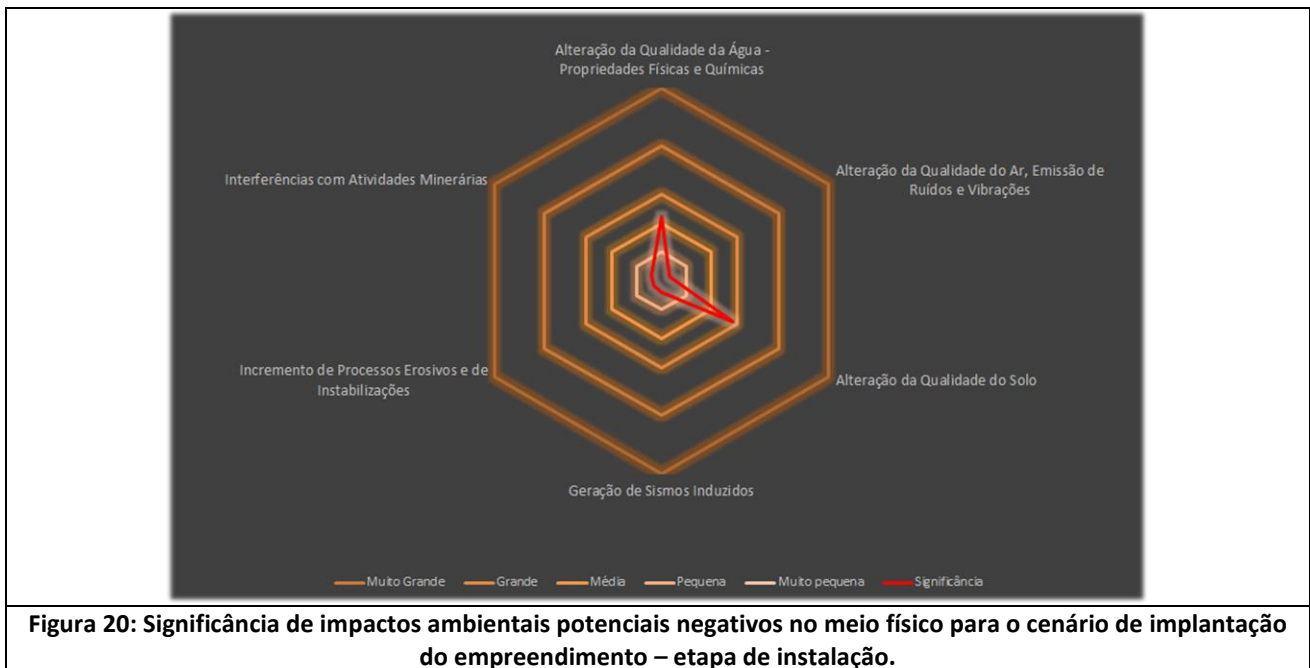 Alteração da Qualidade da Água -
Propriedades Físicas e Químicas
Alteração da Qualidade do Ar, Emissão de
Ruídos e Vibrações
Interferências com Atividades Minerárias
Incremento de Processos Erosivos e de
Instabilizações
Alteração da Qualidade do Solo
Geração de Sismos Induzidos
Muito Grande Grande Média Pequena Muito pequena Significância
Figura 20: Significância de impactos ambientais potenciais negativos no meio físico para o cenário de implantação
do empreendimento – etapa de instalação.